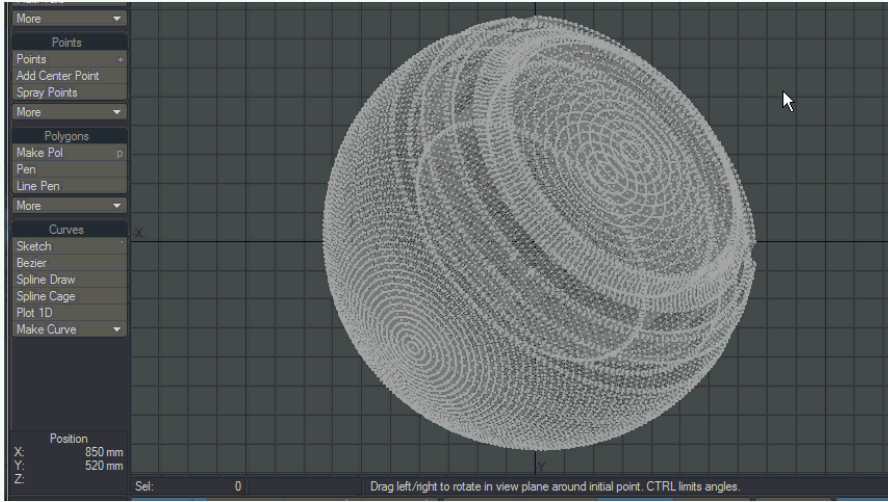 More
Points
Points +
Add Center Point
Spray Points
More
Polygons
Make Pol p
Pen
Line Pen
More
Curves
Sketch `
Bezier
Spline Draw
Spline Cage
Plot 1D
Make Curve
-X
Y
Position
X: 850 mm
Y: 520 mm
Z:
Sel: 0
Drag left/right to rotate in view plane around initial point. CTRL limits angles.